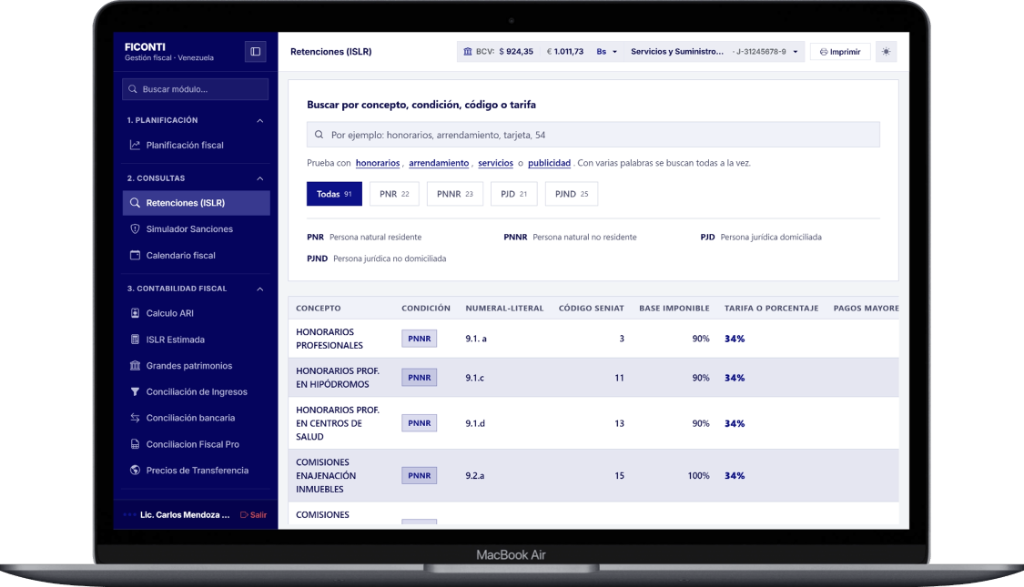 FICONTI
Gestión fiscal · Venezuela
Buscar módulo...
1. PLANIFICACIÓN
Planificación fiscal
2. CONSULTAS
Retenciones (ISLR)
Simulador Sanciones
Calendario fiscal
3. CONTABILIDAD FISCAL
Calculo ARI
ISLR Estimada
Grandes patrimonios
Conciliación de Ingresos
Conciliación bancaria
Conciliacion Fiscal Pro
Precios de Transferencia
Lic. Carlos Mendoza ... Salir
Retenciones (ISLR) BCV: $ 924,35 € 1.011,73 Bs Servicios y Suministro... · J-31245678-9 Imprimir
Buscar por concepto, condición, código o tarifa
Por ejemplo: honorarios, arrendamiento, tarjeta, 54
Prueba con honorarios, arrendamiento, servicios o publicidad. Con varias palabras se buscan todas a la vez.
Todas 91 PNR 22 PNNR 23 PJD 21 PJND 25
PNR Persona natural residente PNNR Persona natural no residente PJD Persona jurídica domiciliada
PJND Persona jurídica no domiciliada
CONCEPTO CONDICIÓN NUMERAL-LITERAL CÓDIGO SENIAT BASE IMPONIBLE TARIFA O PORCENTAJE PAGOS MAYORE
HONORARIOS
PROFESIONALES PNNR 9.1. a 3 90% 34%
HONORARIOS PROF.
EN HIPÓDROMOS PNNR 9.1.c 11 90% 34%
HONORARIOS PROF.
EN CENTROS DE PNNR 9.1.d 13 90% 34%
SALUD
COMISIONES
ENAJENACIÓN PNNR 9.2.a 15 100% 34%
INMUEBLES
COMISIONES
MacBook Air